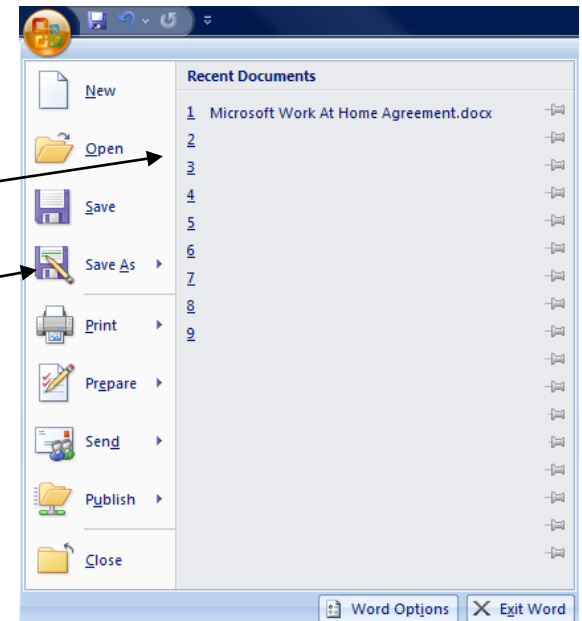 Recent Documents
New
1 Microsoft Work At Home Agreement.docx
2
Open
3
4
Save
5
6
Save As
7
8
Print
9
Prepare
Send
Publish
Close
Word Options
Exit Word